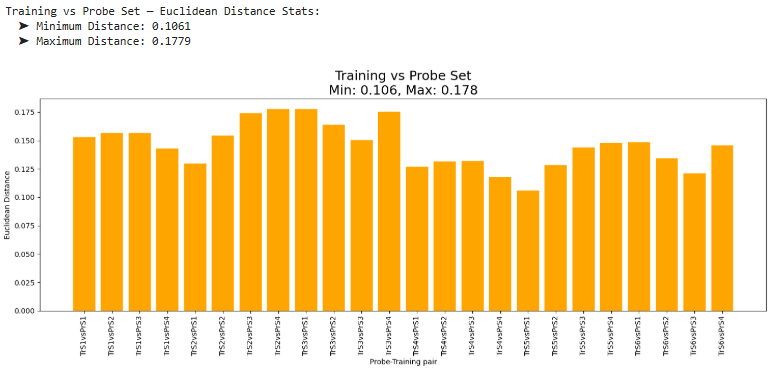 Training vs Probe Set — Euclidean Distance Stats:
➤ Minimum Distance: 0.1061
➤ Maximum Distance: 0.1779
Training vs Probe Set
Min: 0.106, Max: 0.178
Euclidean Distance
0.175
0.150
0.125
0.100
0.075
0.050
0.025
0.000
TrS1vsPrS1
TrS1vsPrS2
TrS1vsPrS3
TrS1vsPrS4
TrS2vsPrS1
TrS2vsPrS2
TrS2vsPrS3
TrS2vsPrS4
TrS3vsPrS1
TrS3vsPrS2
TrS3vsPrS3
TrS3vsPrS4
TrS4vsPrS1
TrS4vsPrS2
TrS4vsPrS3
TrS4vsPrS4
TrS5vsPrS1
TrS5vsPrS2
TrS5vsPrS3
TrS5vsPrS4
TrS6vsPrS1
TrS6vsPrS2
TrS6vsPrS3
TrS6vsPrS4
Probe-Training pair